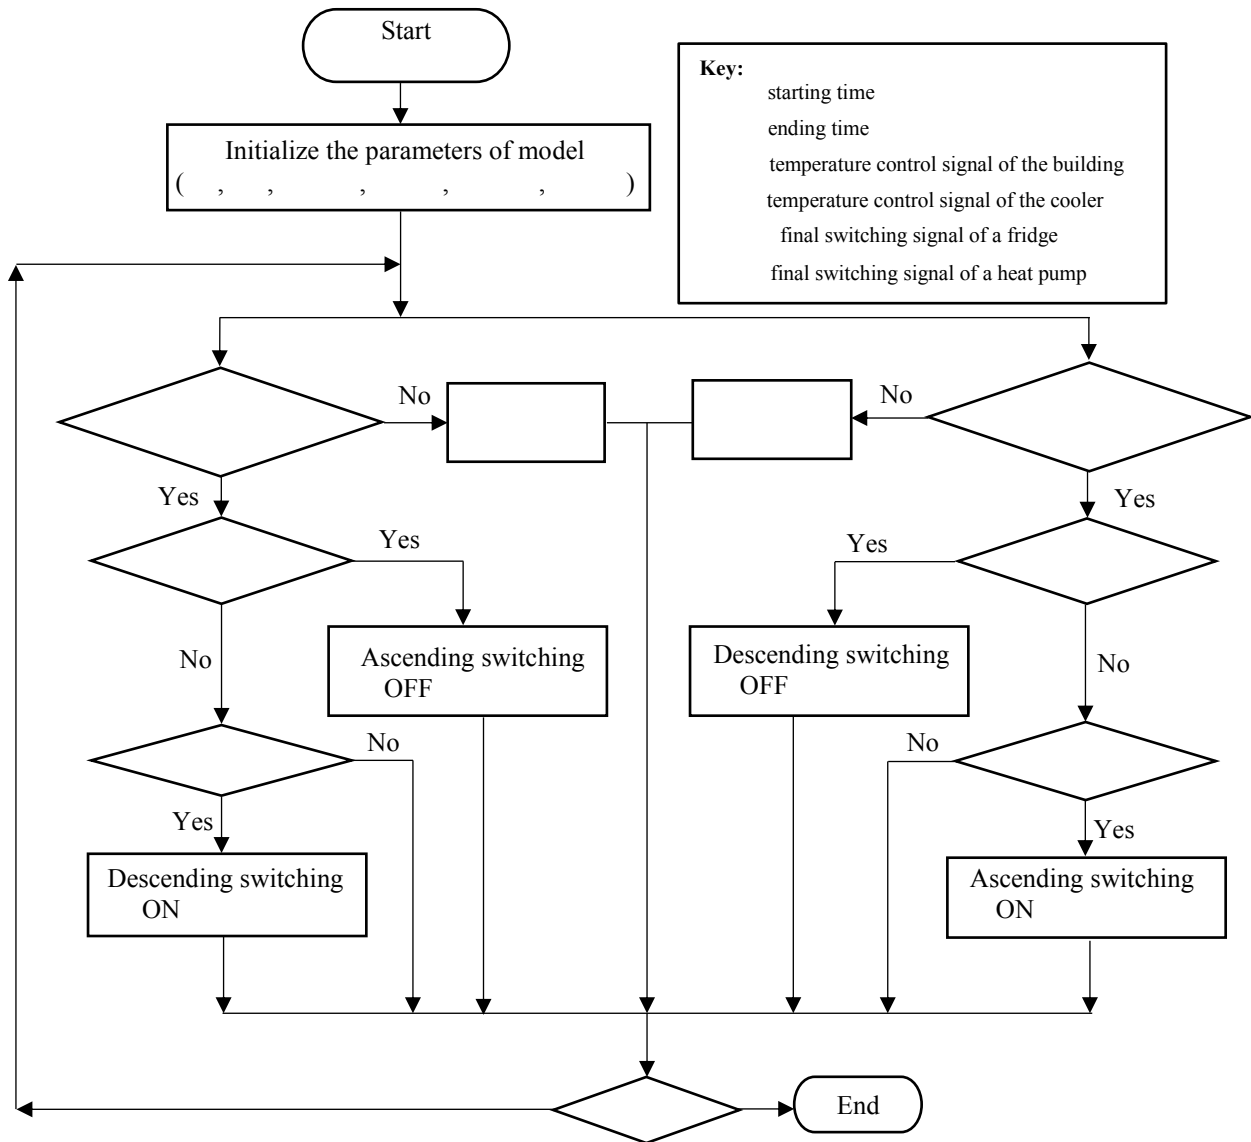 Start
Key:
starting time
ending time
temperature control signal of the building
temperature control signal of the cooler
final switching signal of a fridge
final switching signal of a heat pump
Initialize the parameters of model
( , , , , , )
No
No
Yes
Yes
Yes
Yes
No
Ascending switching
OFF
Descending switching
OFF
No
No
No
Yes
Yes
Descending switching
ON
Ascending switching
ON
End